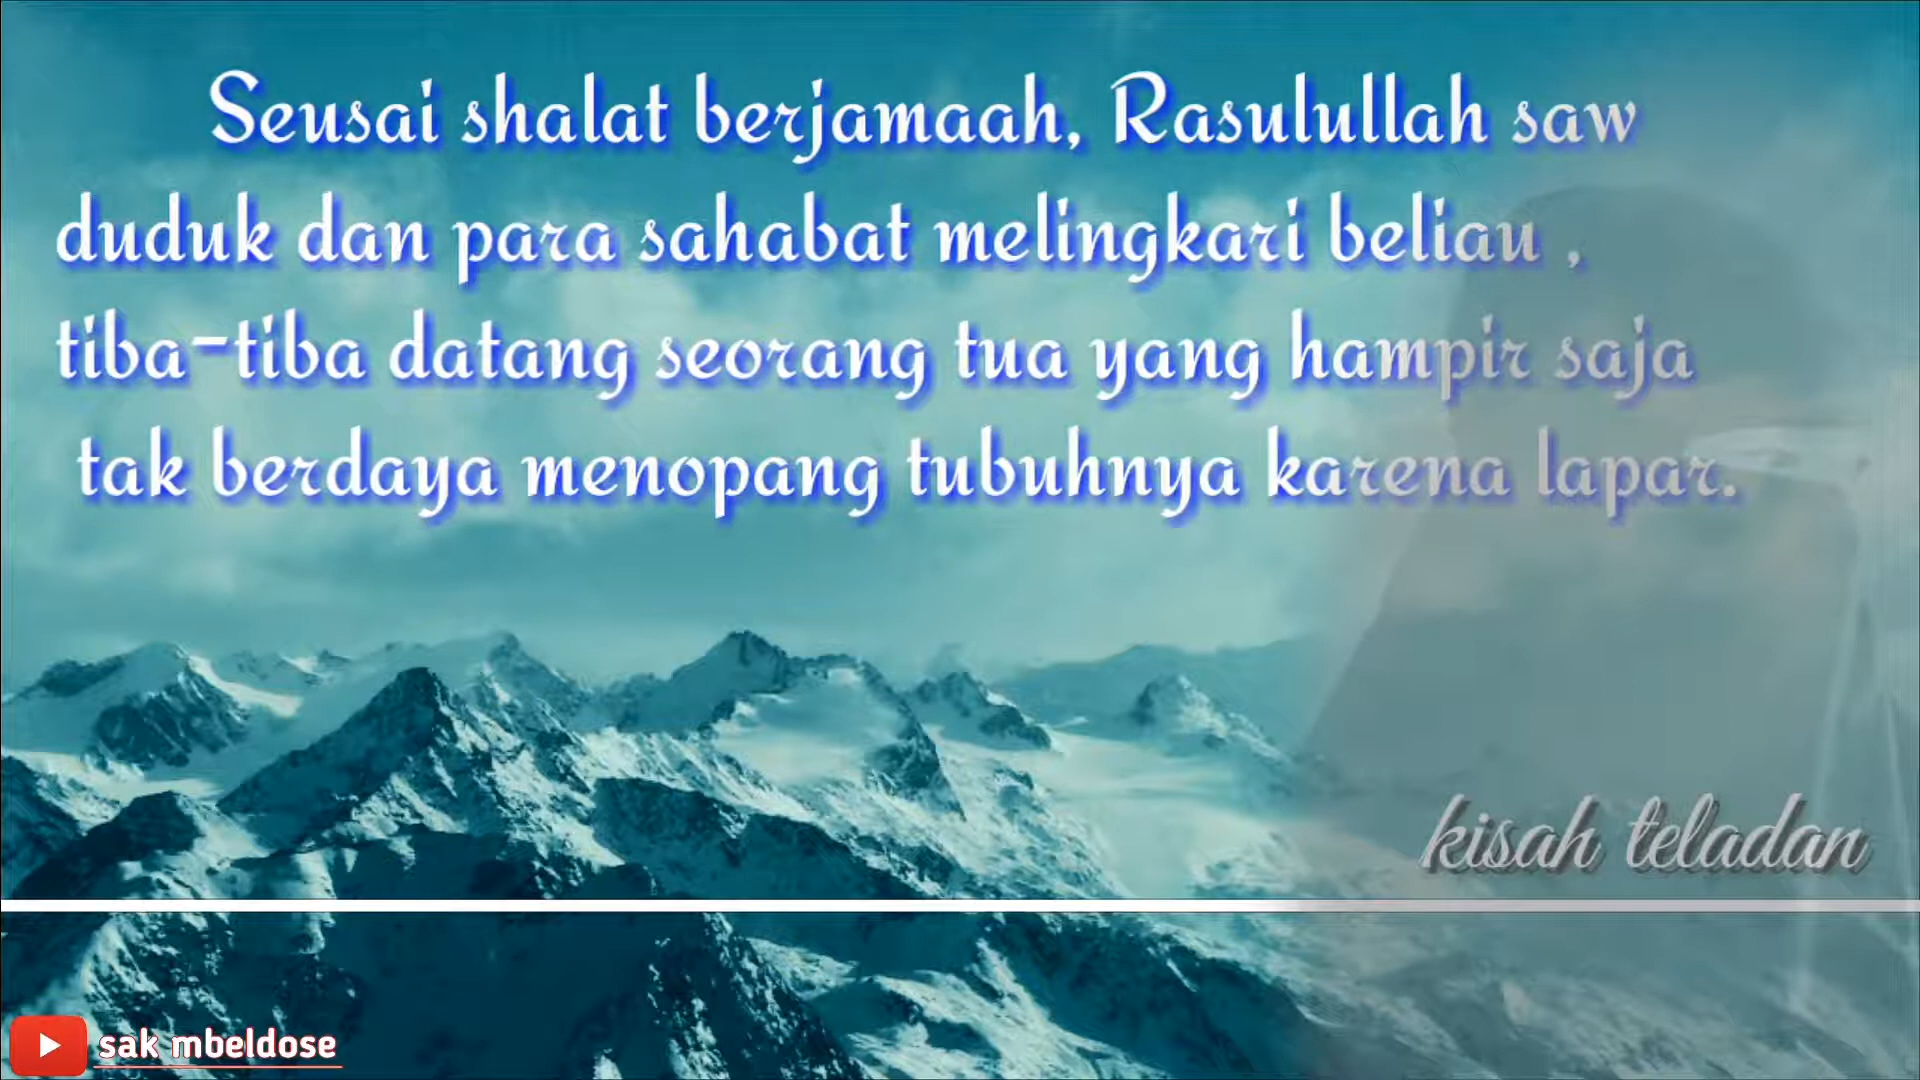 Seusai shalat berjamaah, Rasulullah saw
duduk dan para sahabat melingkari beliau ,
tiba-tiba datang seorang tua yang hampir saja
tak berdaya menopang tubuhnya karena lapar.
kisah teladan
sak mbeldose